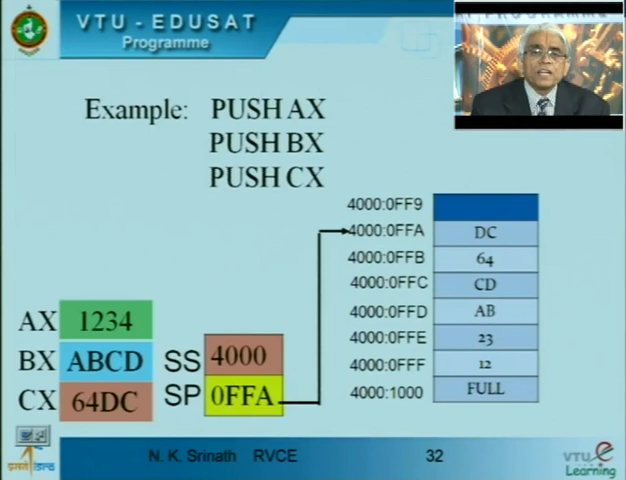 VTU - EDUSAT
Programme
PROGRAMME
Example: PUSH AX
PUSH BX
PUSH CX
4000:0FF9
4000:0FFA DC
4000:0FFB 64
4000:0FFC CD
4000:0FFD AB
4000:0FFE 23
4000:0FFF 12
4000:1000 FULL
AX 1234
BX ABCD
CX 64DC
SS 4000
SP 0FFA
N. K. Srinath RVCE 32
VTU e
Learning